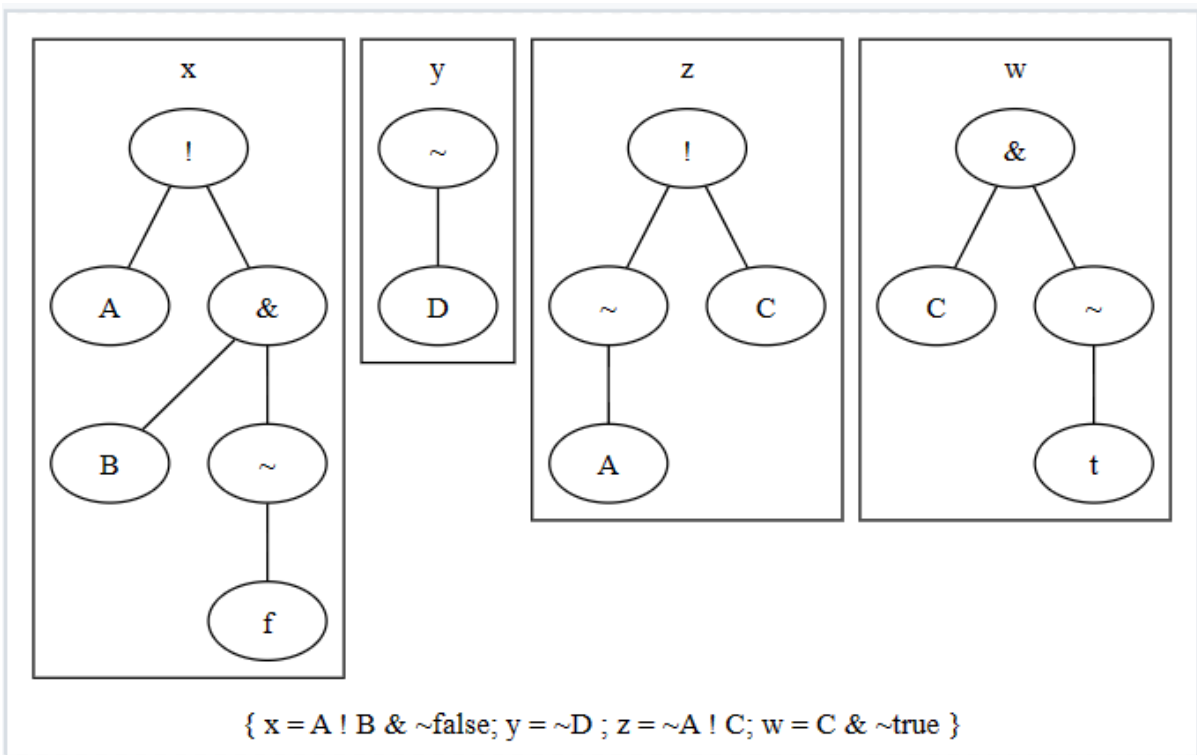 x y z w
! ~ ! &
A & D ~ C C ~
B ~ A t
f
{ x = A ! B & ~false; y = ~D ; z = ~A ! C; w = C & ~true }